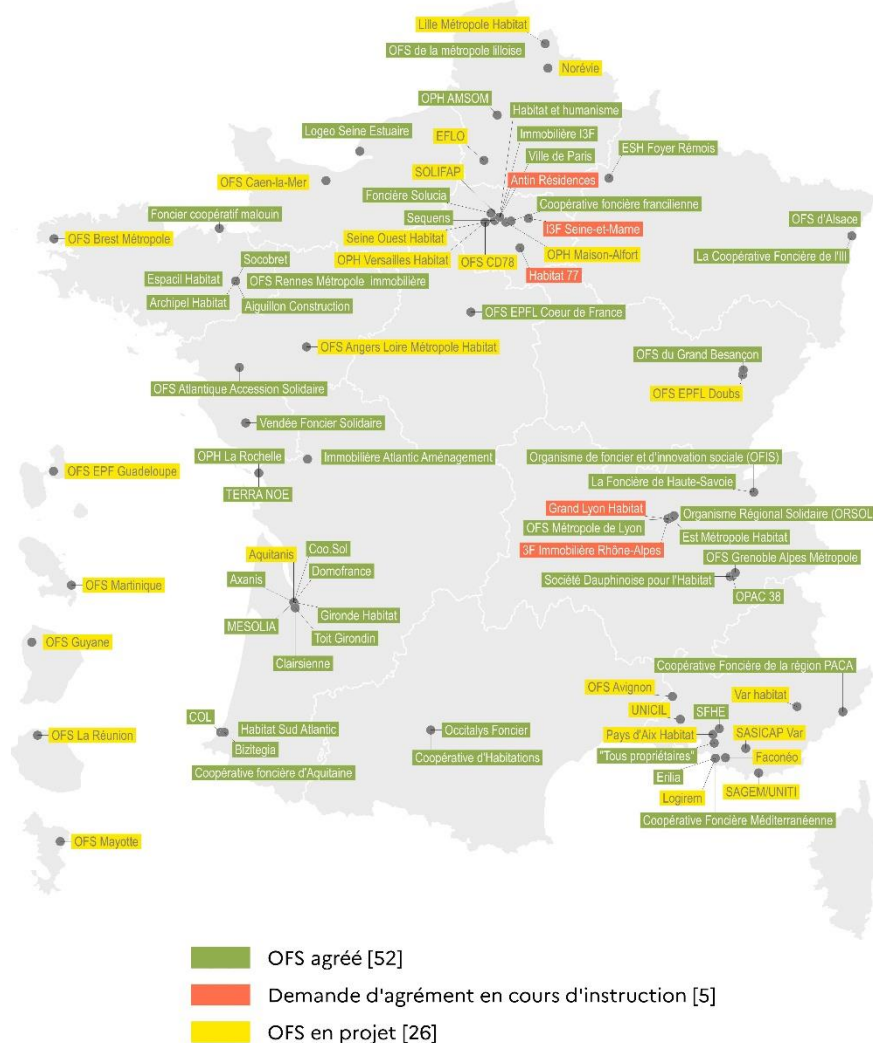 Lille Métropole Habitat
OFS de la métropole lilloise
Norévie
OPH AMSOM
Habitat et humanisme
Logeo Seine Estuaire
EFLO
Immobilière I3F
Ville de Paris
ESH Foyer Rémois
SOLIFAP
Antin Résidences
OFS Caen-la-Mer
Foncière Solucia
Coopérative foncière francilienne
Foncier coopératif malouin
Sequens
I3F Seine-et-Marne
OFS d'Alsace
OFS Brest Métropole
Seine Ouest Habitat
OPH Maison-Alfort
La Coopérative Foncière de l'Ill
Socobret
OPH Versailles Habitat
OFS CD78
Habitat 77
Espacil Habitat
OFS Rennes Métropole immobilière
Archipel Habitat
Aiguillon Construction
OFS EPFL Coeur de France
OFS Angers Loire Métropole Habitat
OFS du Grand Besançon
OFS Atlantique Accession Solidaire
OFS EPFL Doubs
Vendée Foncier Solidaire
OPH La Rochelle
Immobilière Atlantic Aménagement
Organisme de foncier et d'innovation sociale (OFIS)
OFS EPF Guadeloupe
La Foncière de Haute-Savoie
TERRA NOE
Grand Lyon Habitat
Organisme Régional Solidaire (ORSOL
OFS Métropole de Lyon
Est Métropole Habitat
3F Immobilière Rhône-Alpes
Aquitanis
Coo.Sol
OFS Grenoble Alpes Métropole
Axanis
Domofrance
Société Dauphinoise pour l'Habitat
OFS Martinique
OPAC 38
Gironde Habitat
MESOLIA
Toit Girondin
OFS Guyane
Clairsienne
Coopérative Foncière de la région PACA
OFS Avignon
Var habitat
UNICIL
SFHE
COL
Habitat Sud Atlantic
Occitalys Foncier
Pays d'Aix Habitat
SASICAP Var
OFS La Réunion
Bizitegia
Coopérative d'Habitations
"Tous propriétaires"
Faconéo
Coopérative foncière d'Aquitaine
Erilia
Logirem
SAGEM/UNITI
Coopérative Foncière Méditerranéenne
OFS Mayotte
OFS agréé [52]
Demande d'agrément en cours d'instruction [5]
OFS en projet [26]